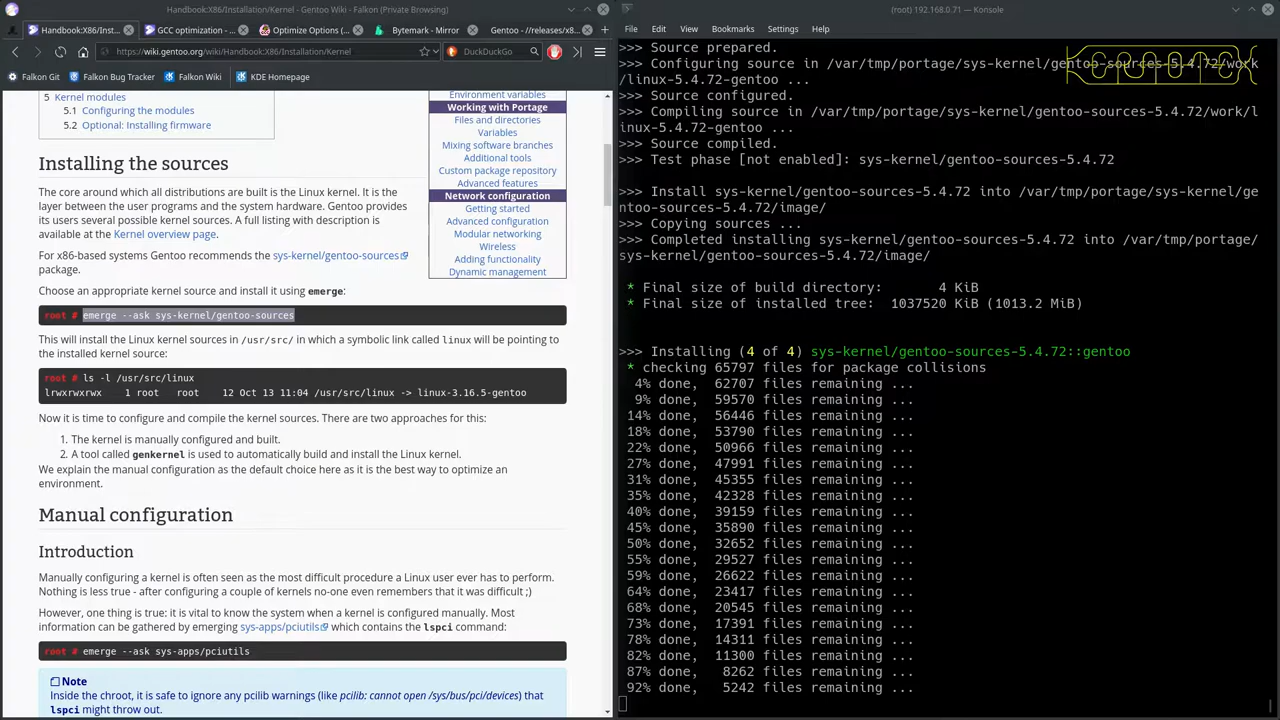 Handbook:X86/Installation/Kernel - Gentoo Wiki - Falkon (Private Browsing)
Handbook:X86/Inst...
GCC optimization - ...
Optimize Options (...
Bytemark - Mirror
Gentoo - //releases/x8...
https://wiki.gentoo.org/wiki/Handbook:X86/Installation/Kernel
DuckDuckGo
Falkon Git
Falkon Bug Tracker
Falkon Wiki
KDE Homepage
5 Kernel modules
5.1 Configuring the modules
5.2 Optional: Installing firmware
Environment variables
Working with Portage
Files and directories
Variables
Mixing software branches
Additional tools
Custom package repository
Advanced features
Network configuration
Getting started
Advanced configuration
Modular networking
Wireless
Adding functionality
Dynamic management
Installing the sources
The core around which all distributions are built is the Linux kernel. It is the
layer between the user programs and the system hardware. Gentoo provides
its users several possible kernel sources. A full listing with description is
available at the Kernel overview page.
For x86-based systems Gentoo recommends the sys-kernel/gentoo-sources
package.
Choose an appropriate kernel source and install it using emerge:
root # emerge --ask sys-kernel/gentoo-sources
This will install the Linux kernel sources in /usr/src/ in which a symbolic link called linux will be pointing to
the installed kernel source:
root # ls -l /usr/src/linux
lrwxrwxrwx    1 root   root    12 Oct 13 11:04 /usr/src/linux -> linux-3.16.5-gentoo
Now it is time to configure and compile the kernel sources. There are two approaches for this:
1. The kernel is manually configured and built.
2. A tool called genkernel is used to automatically build and install the Linux kernel.
We explain the manual configuration as the default choice here as it is the best way to optimize an
environment.
Manual configuration
Introduction
Manually configuring a kernel is often seen as the most difficult procedure a Linux user ever has to perform.
Nothing is less true - after configuring a couple of kernels no-one even remembers that it was difficult ;)
However, one thing is true: it is vital to know the system when a kernel is configured manually. Most
information can be gathered by emerging sys-apps/pciutils which contains the lspci command:
root # emerge --ask sys-apps/pciutils
Note
Inside the chroot, it is safe to ignore any pcilib warnings (like pcilib: cannot open /sys/bus/pci/devices) that
lspci might throw out.
(root) 192.168.0.71 — Konsole
File Edit View Bookmarks Settings Help
>>> Source prepared.
>>> Configuring source in /var/tmp/portage/sys-kernel/gentoo-sources-5.4.72/work
/linux-5.4.72-gentoo ...
>>> Source configured.
>>> Compiling source in /var/tmp/portage/sys-kernel/gentoo-sources-5.4.72/work/l
inux-5.4.72-gentoo ...
>>> Source compiled.
>>> Test phase [not enabled]: sys-kernel/gentoo-sources-5.4.72
>>> Install sys-kernel/gentoo-sources-5.4.72 into /var/tmp/portage/sys-kernel/ge
ntoo-sources-5.4.72/image/
>>> Copying sources ...
>>> Completed installing sys-kernel/gentoo-sources-5.4.72 into /var/tmp/portage/
sys-kernel/gentoo-sources-5.4.72/image/
* Final size of build directory:        4 KiB
* Final size of installed tree: 1037520 KiB (1013.2 MiB)
>>> Installing (4 of 4) sys-kernel/gentoo-sources-5.4.72::gentoo
* checking 65797 files for package collisions
4% done,  62707 files remaining ...
9% done,  59570 files remaining ...
14% done,  56446 files remaining ...
18% done,  53790 files remaining ...
22% done,  50966 files remaining ...
27% done,  47991 files remaining ...
31% done,  45355 files remaining ...
35% done,  42328 files remaining ...
40% done,  39159 files remaining ...
45% done,  35890 files remaining ...
50% done,  32652 files remaining ...
55% done,  29527 files remaining ...
59% done,  26622 files remaining ...
64% done,  23417 files remaining ...
68% done,  20545 files remaining ...
73% done,  17391 files remaining ...
78% done,  14311 files remaining ...
82% done,  11300 files remaining ...
87% done,   8262 files remaining ...
92% done,   5242 files remaining ...